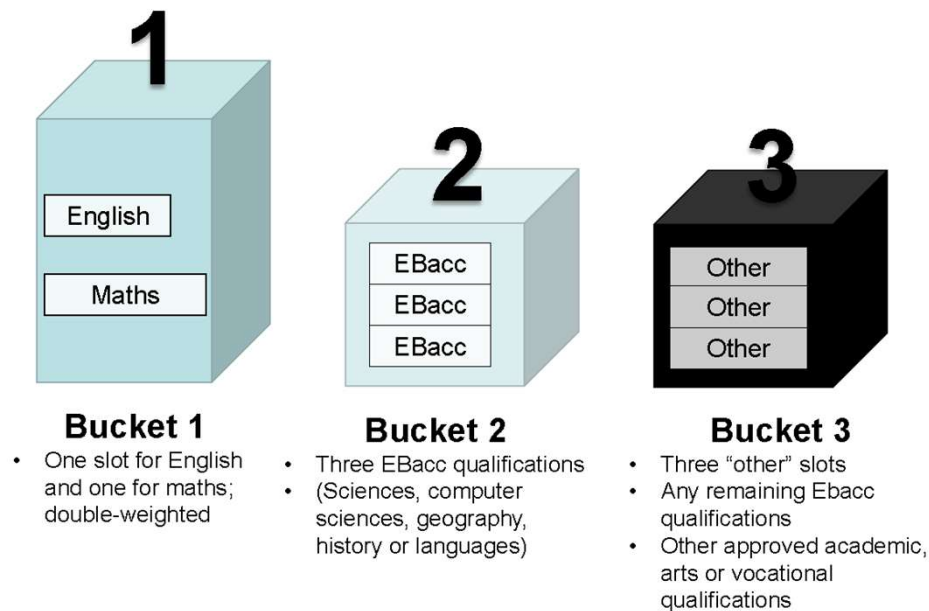 1
English
Maths
Bucket 1
• One slot for English
and one for maths;
double-weighted
2
EBacc
EBacc
EBacc
Bucket 2
• Three EBacc qualifications
• (Sciences, computer
sciences, geography,
history or languages)
3
Other
Other
Other
Bucket 3
• Three “other” slots
• Any remaining Ebacc
qualifications
• Other approved academic,
arts or vocational
qualifications